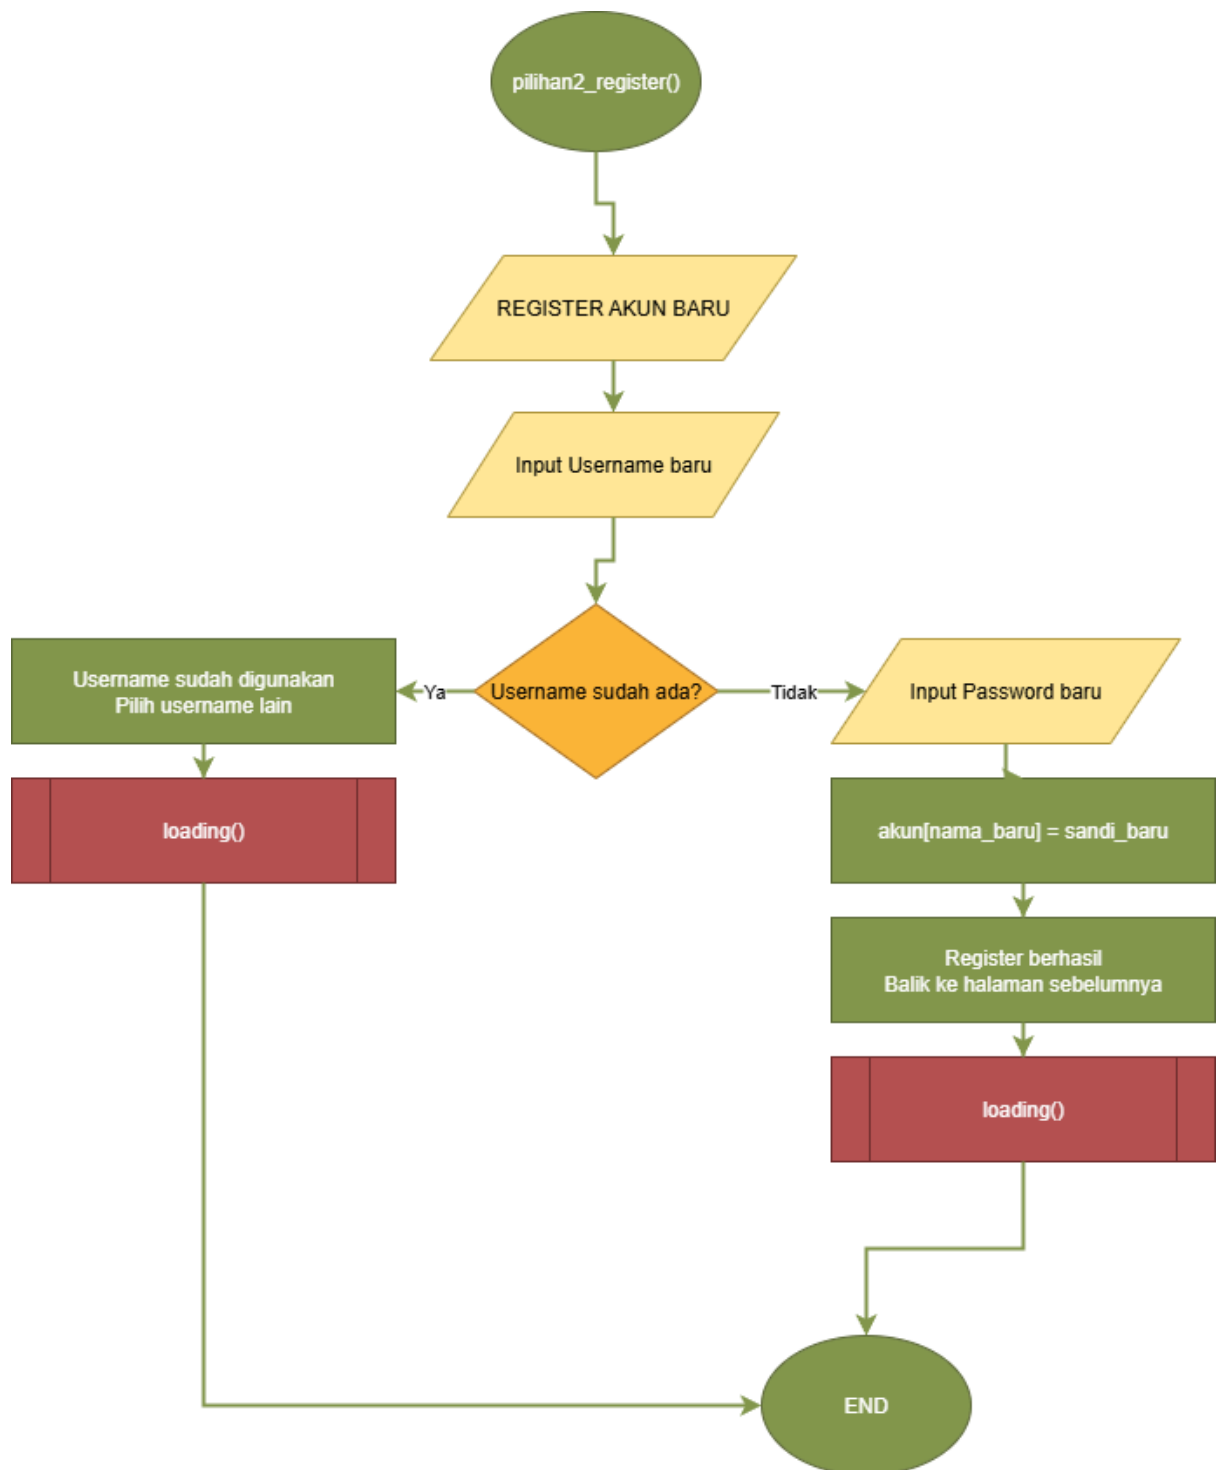 pilihan2_register()
REGISTER AKUN BARU
Input Username baru
Username sudah ada?
Ya
Tidak
Username sudah digunakan
Pilih username lain
loading()
Input Password baru
akun[nama_baru] = sandi_baru
Register berhasil
Balik ke halaman sebelumnya
loading()
END